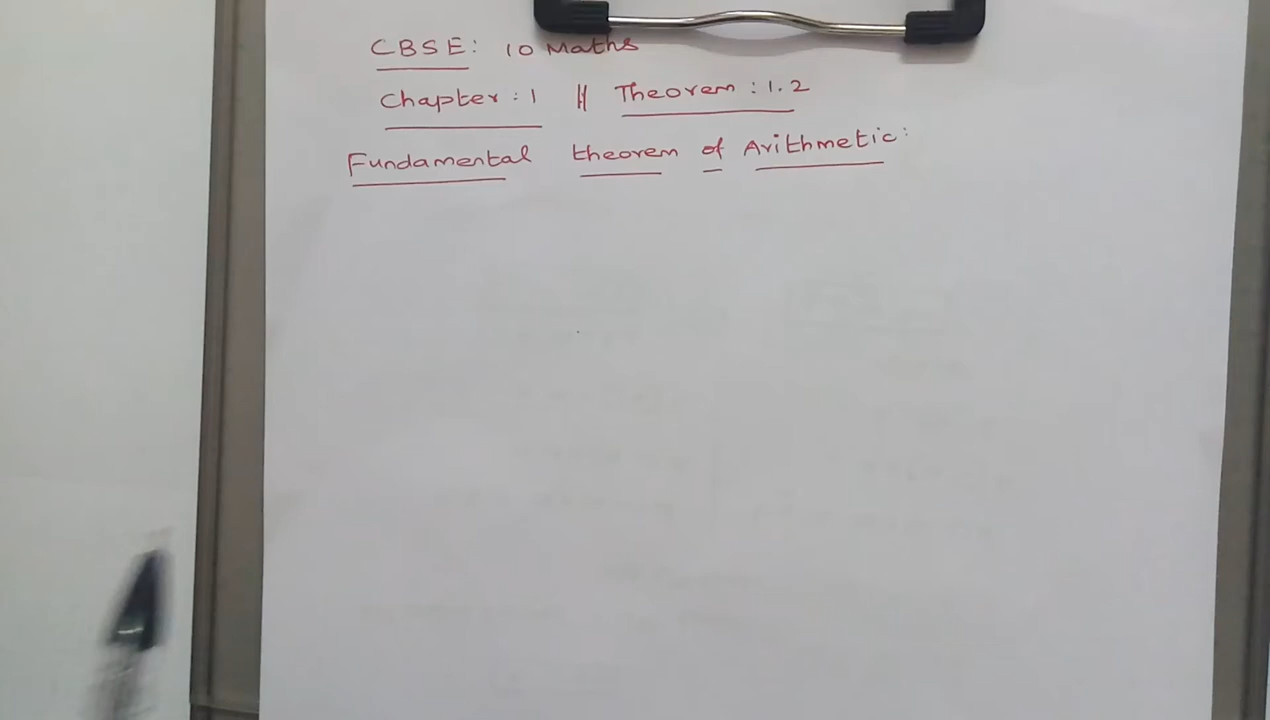 CBSE: 10 Maths
Chapter: 1 || Theorem: 1.2
Fundamental theorem of Arithmetic: